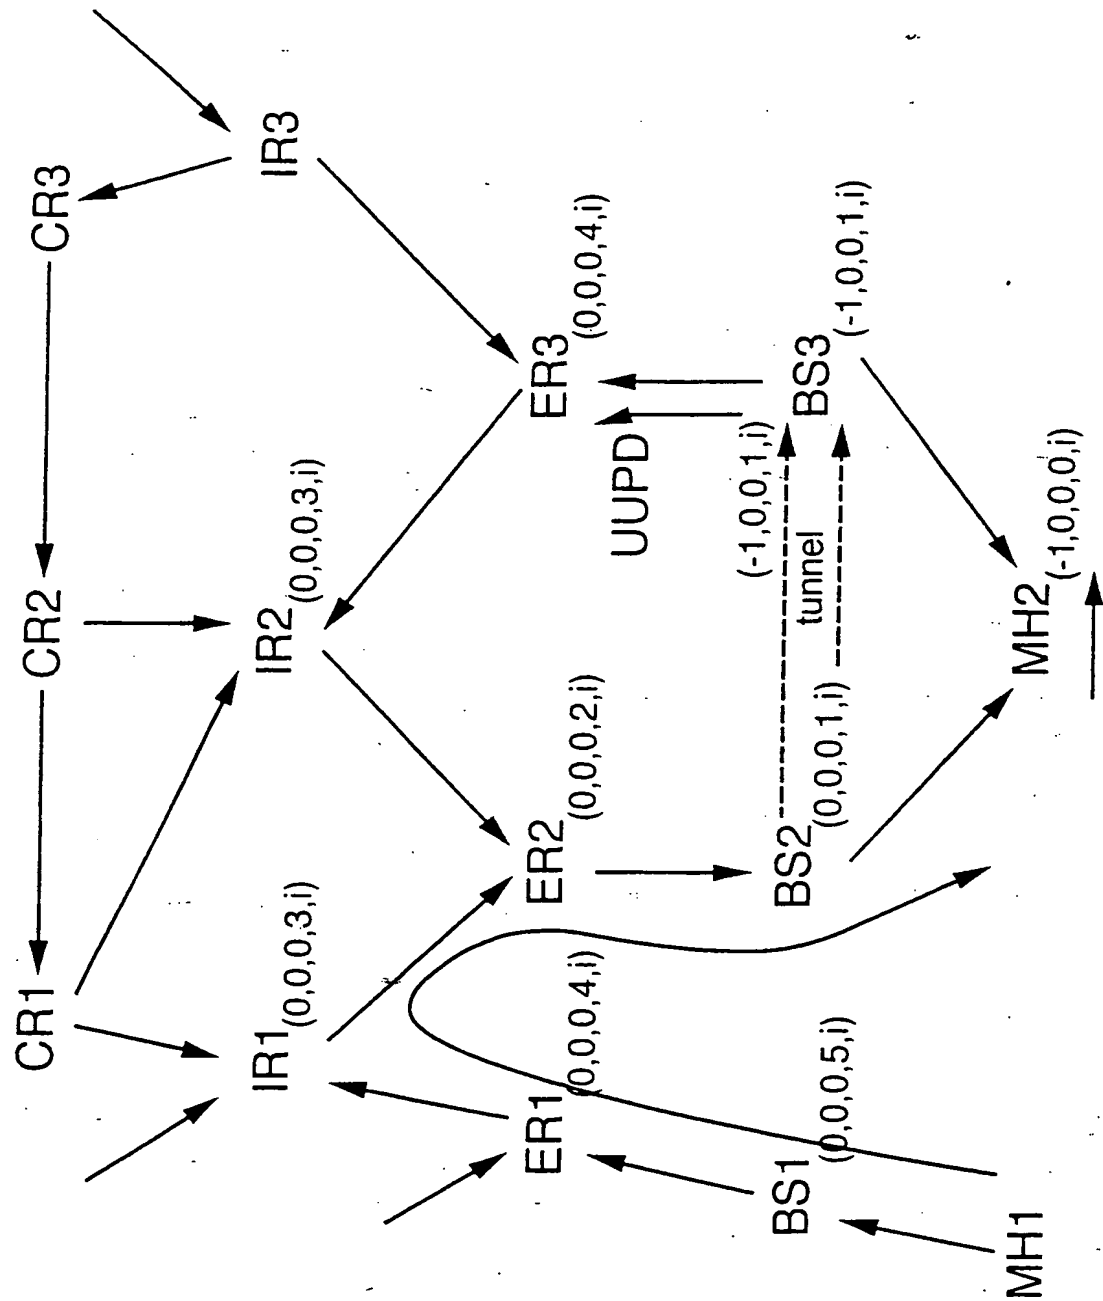 CR1
CR2
CR3
IR1
(0,0,0,3,i)
IR2
(0,0,0,3,i)
IR3
ER1
(0,0,0,4,i)
ER2
(0,0,0,2,i)
ER3
(0,0,0,4,i)
UUPD
(-1,0,0,1,i)
tunnel
BS1
(0,0,0,5,i)
BS2
(0,0,0,1,i)
BS3
(-1,0,0,1,i)
MH1
MH2
(-1,0,0,0,i)